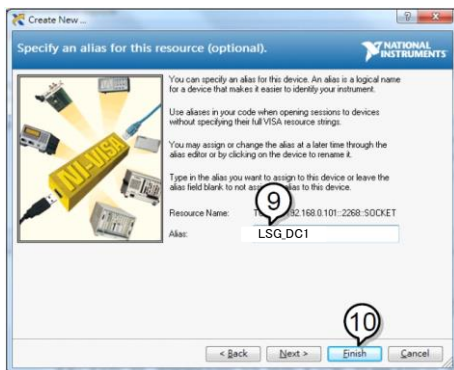 Create New ...
Specify an alias for this resource (optional).
NATIONAL
INSTRUMENTS
You can specify an alias for this device. An alias is a logical name
for a device that makes it easier to identify your instrument.
Use aliases in your code when opening sessions to devices
without specifying their full VISA resource strings.
You may assign or change the alias at a later time through the
alias editor or by clicking on the device to rename it.
Type in the alias you want to assign to this device or leave the
alias field blank to not alias to this device.
9
Resource Name: 92.168.0.101::2268::SOCKET
Alias: LSG_DC1
NI-VISA
10
< Back Next > Finish Cancel